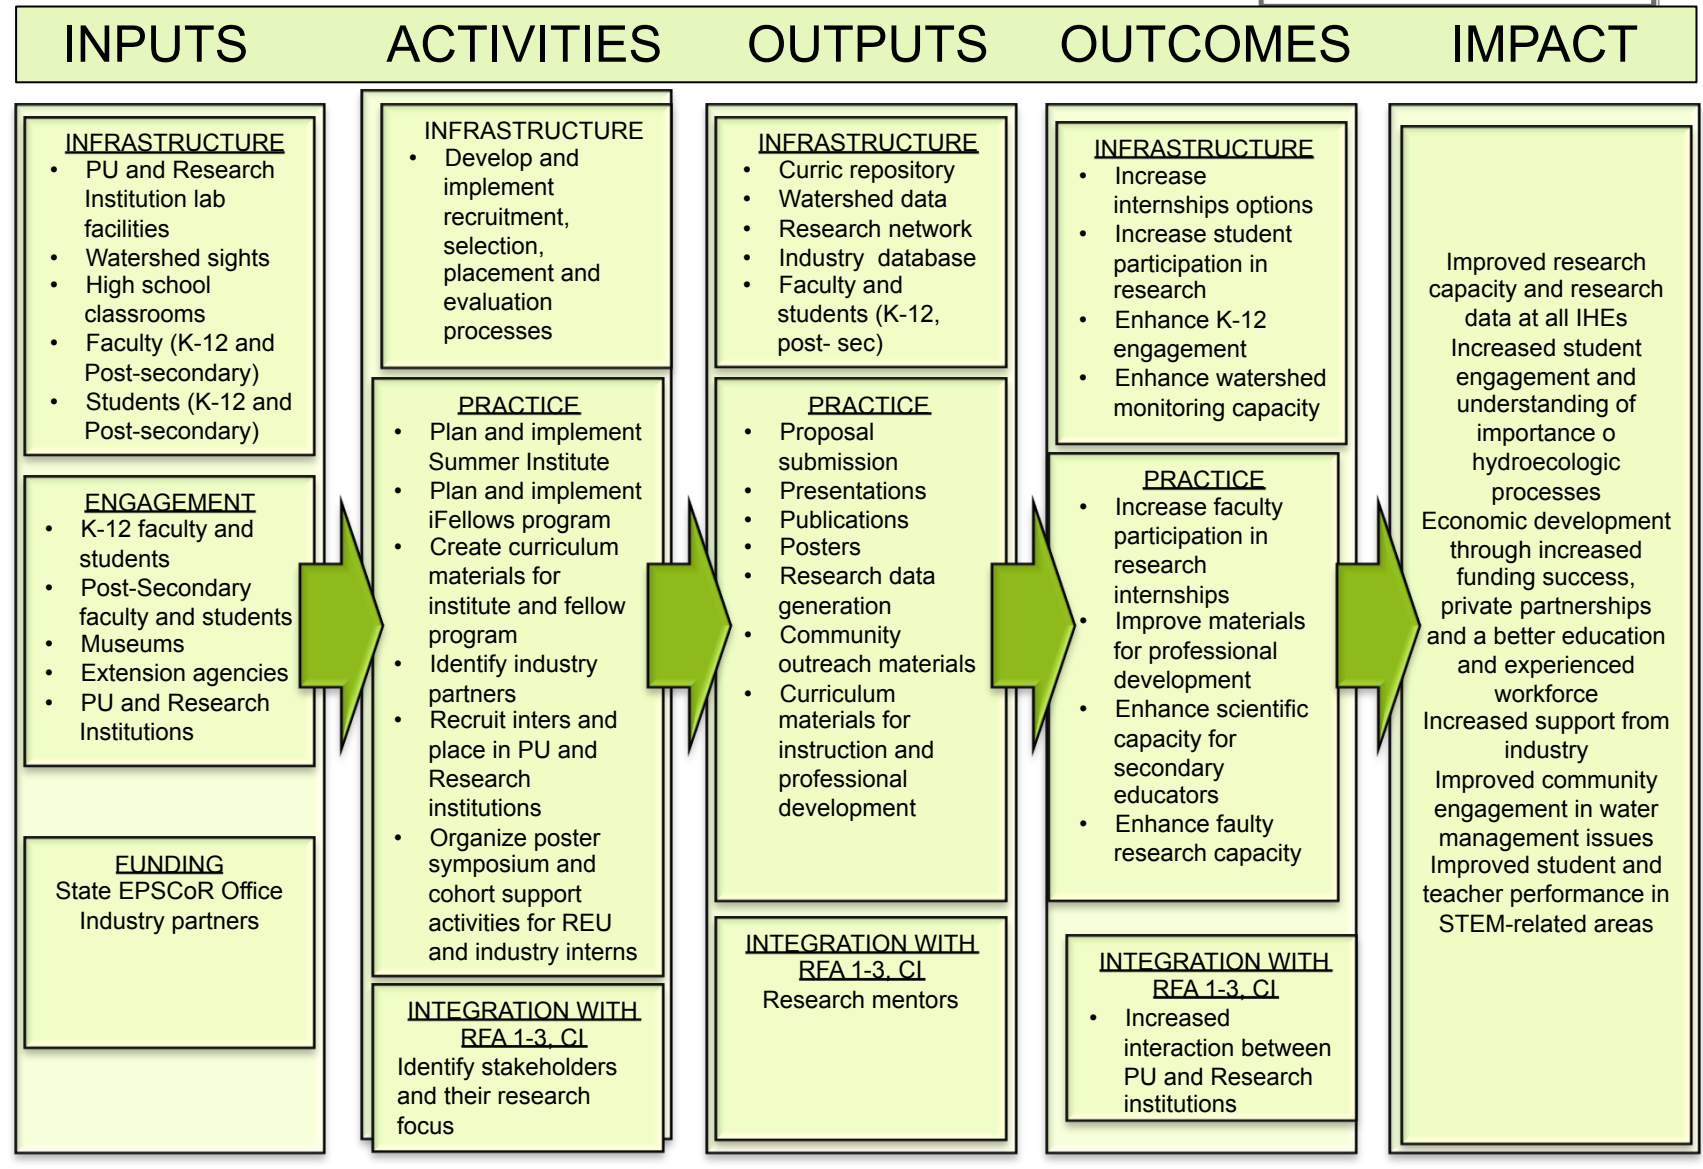 INPUTS ACTIVITIES OUTPUTS OUTCOMES IMPACT
INFRASTRUCTURE
• PU and Research
Institution lab
facilities
• Watershed sights
• High school
classrooms
• Faculty (K-12 and
Post-secondary)
• Students (K-12 and
Post-secondary)
ENGAGEMENT
• K-12 faculty and
students
• Post-Secondary
faculty and students
• Museums
• Extension agencies
• PU and Research
Institutions
FUNDING
State EPSCoR Office
Industry partners
INFRASTRUCTURE
• Develop and
implement
recruitment,
selection,
placement and
evaluation
processes
PRACTICE
• Plan and implement
Summer Institute
• Plan and implement
iFellows program
• Create curriculum
materials for
institute and fellow
program
• Identify industry
partners
• Recruit inters and
place in PU and
Research
institutions
• Organize poster
symposium and
cohort support
activities for REU
and industry interns
INTEGRATION WITH
RFA 1-3, CI
Identify stakeholders
and their research
focus
INFRASTRUCTURE
• Curric repository
• Watershed data
• Research network
• Industry database
• Faculty and
students (K-12,
post- sec)
PRACTICE
• Proposal
submission
• Presentations
• Publications
• Posters
• Research data
generation
• Community
outreach materials
• Curriculum
materials for
instruction and
professional
development
INTEGRATION WITH
RFA 1-3, CI
Research mentors
INFRASTRUCTURE
• Increase
internships options
• Increase student
participation in
research
• Enhance K-12
engagement
• Enhance watershed
monitoring capacity
PRACTICE
• Increase faculty
participation in
research
internships
• Improve materials
for professional
development
• Enhance scientific
capacity for
secondary
educators
• Enhance faulty
research capacity
INTEGRATION WITH
RFA 1-3, CI
• Increased
interaction between
PU and Research
institutions
Improved research
capacity and research
data at all IHEs
Increased student
engagement and
understanding of
importance o
hydroecologic
processes
Economic development
through increased
funding success,
private partnerships
and a better education
and experienced
workforce
Increased support from
industry
Improved community
engagement in water
management issues
Improved student and
teacher performance in
STEM-related areas